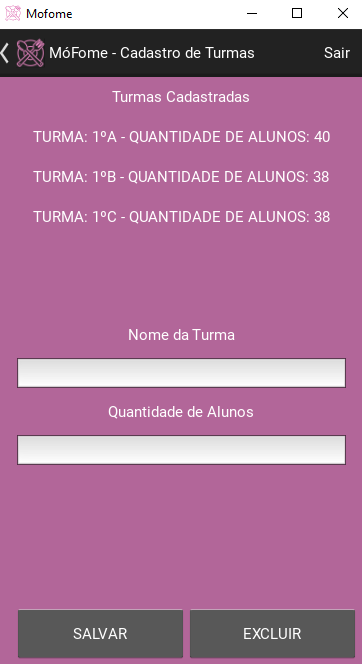 Mofome
MóFome - Cadastro de Turmas Sair
Turmas Cadastradas
TURMA: 1ºA - QUANTIDADE DE ALUNOS: 40
TURMA: 1ºB - QUANTIDADE DE ALUNOS: 38
TURMA: 1ºC - QUANTIDADE DE ALUNOS: 38
Nome da Turma
Quantidade de Alunos
SALVAR EXCLUIR